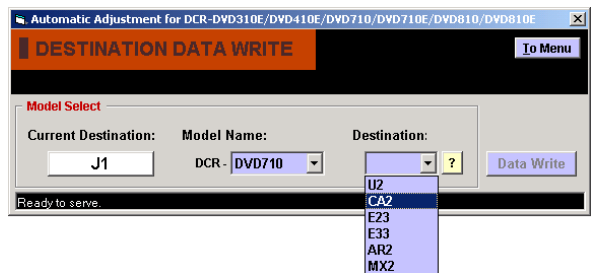 Automatic Adjustment for DCR-DVD310E/DVD410E/DVD710/DVD710E/DVD810/DVD810E
DESTINATION DATA WRITE
To Menu
Model Select
Current Destination: Model Name: Destination:
J1 DCR - DVD710 ? Data Write
U2
CA2
E23
E33
AR2
MX2
Ready to serve.